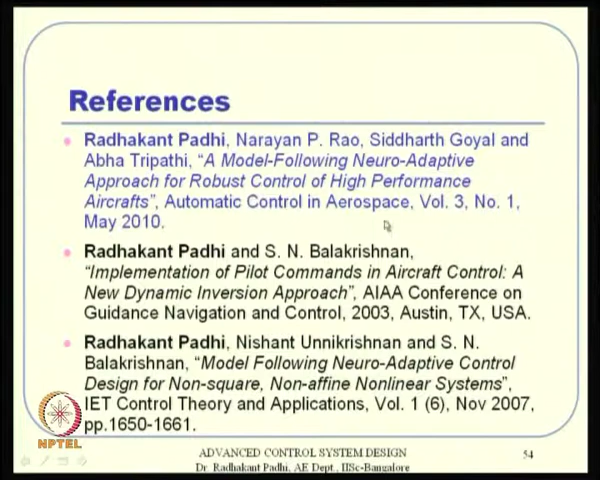 References
Radhakant Padhi, Narayan P. Rao, Siddharth Goyal and
Abha Tripathi, "A Model-Following Neuro-Adaptive
Approach for Robust Control of High Performance
Aircrafts", Automatic Control in Aerospace, Vol. 3, No. 1,
May 2010.
Radhakant Padhi and S. N. Balakrishnan,
"Implementation of Pilot Commands in Aircraft Control: A
New Dynamic Inversion Approach", AIAA Conference on
Guidance Navigation and Control, 2003, Austin, TX, USA.
Radhakant Padhi, Nishant Unnikrishnan and S. N.
Balakrishnan, "Model Following Neuro-Adaptive Control
Design for Non-square, Non-affine Nonlinear Systems",
IET Control Theory and Applications, Vol. 1 (6), Nov 2007,
pp.1650-1661.
NPTEL
ADVANCED CONTROL SYSTEM DESIGN
Dr. Radhakant Padhi, AE Dept., IISc-Bangalore
54